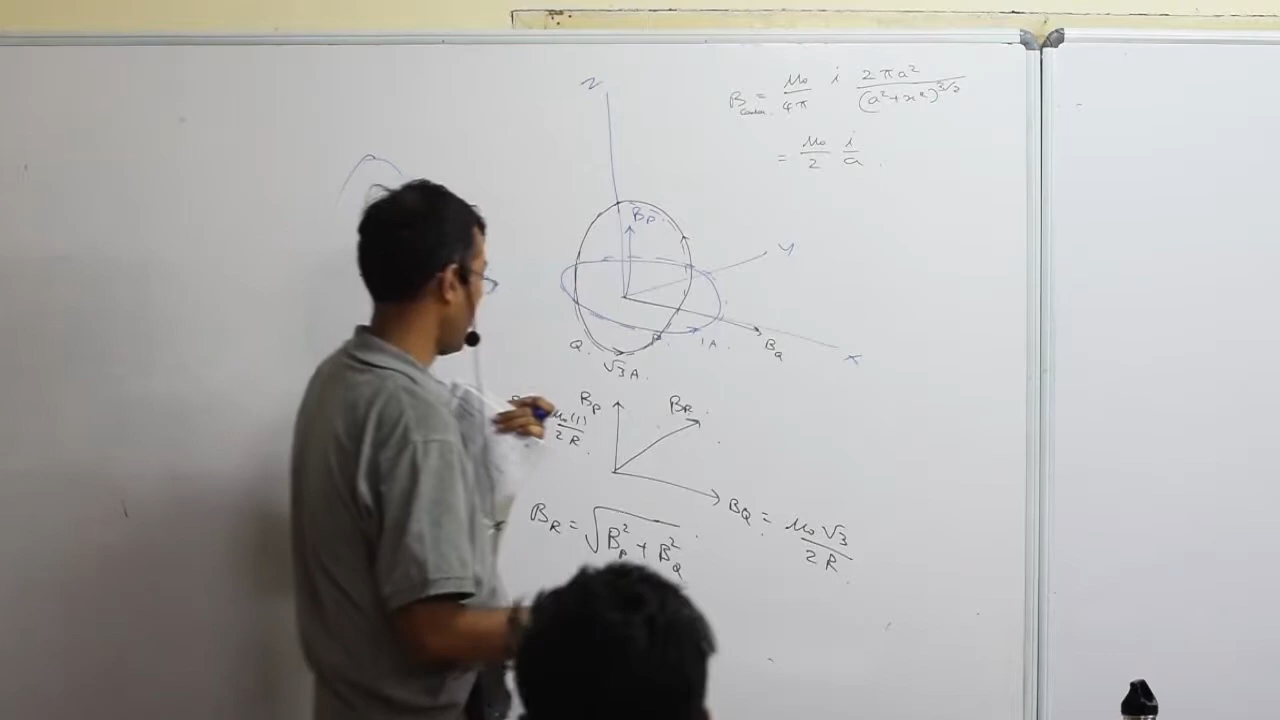 B_center = μ₀/4π i 2πa²/(a²+x²)^3/2
= μ₀/2 i/a
Z
B_P
Y
P
1A
B_Q
X
Q
√3 A
B_P
B_R
μ₀(1)/2R
B_Q = μ₀√3/2R
B_R = √B_P² + B_Q²